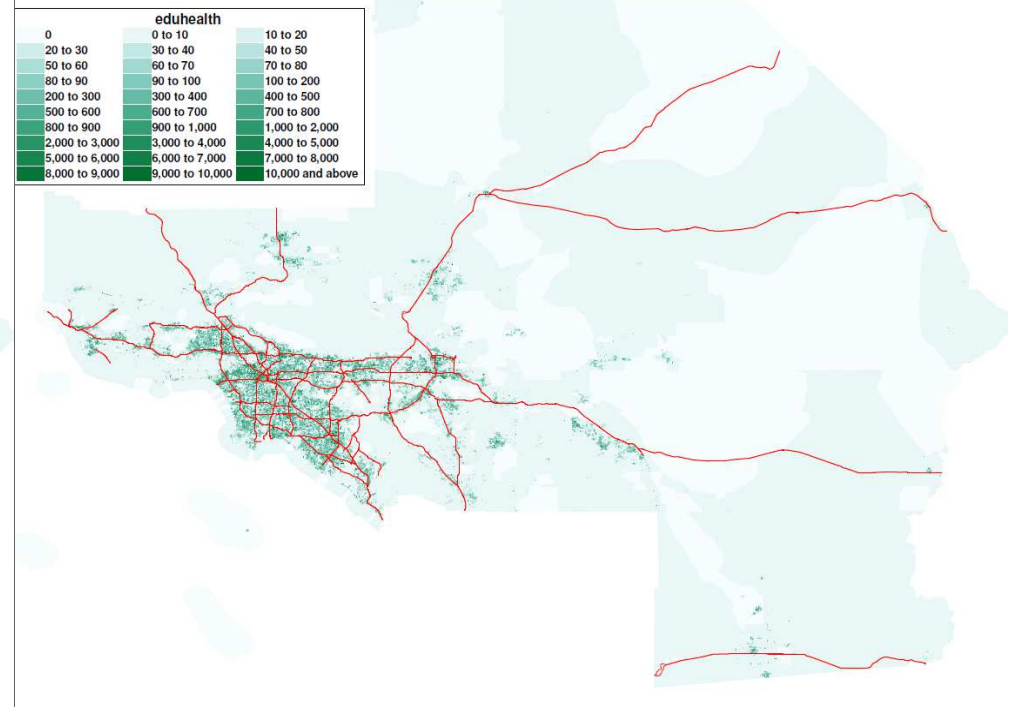 eduhealth
0 0 to 10 10 to 20
20 to 30 30 to 40 40 to 50
50 to 60 60 to 70 70 to 80
80 to 90 90 to 100 100 to 200
200 to 300 300 to 400 400 to 500
500 to 600 600 to 700 700 to 800
800 to 900 900 to 1,000 1,000 to 2,000
2,000 to 3,000 3,000 to 4,000 4,000 to 5,000
5,000 to 6,000 6,000 to 7,000 7,000 to 8,000
8,000 to 9,000 9,000 to 10,000 10,000 and above